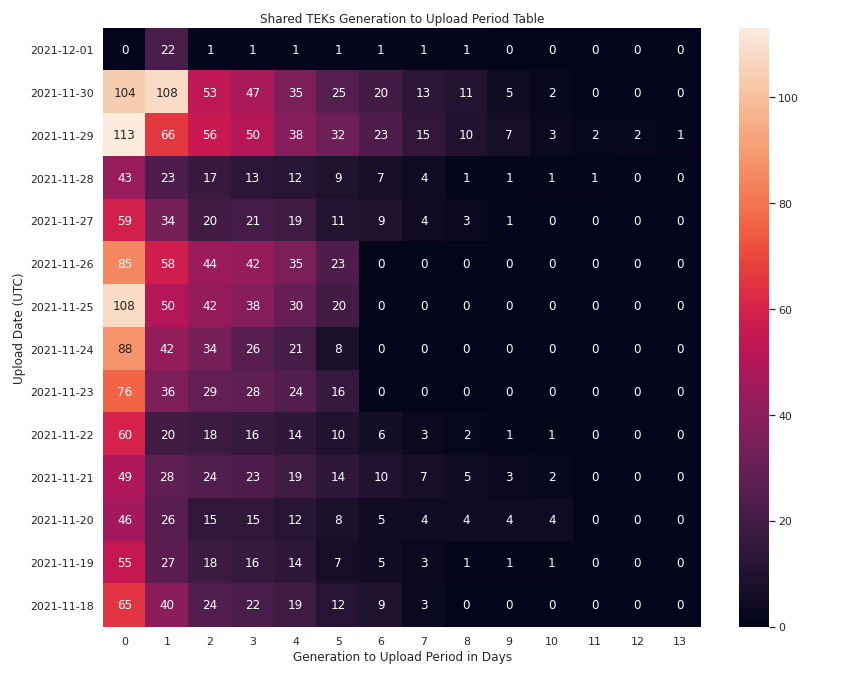 Shared TEKs Generation to Upload Period Table
Upload Date (UTC)
2021-12-01 0 22 1 1 1 1 1 1 1 0 0 0 0 0
2021-11-30 104 108 53 47 35 25 20 13 11 5 2 0 0 0
2021-11-29 113 66 56 50 38 32 23 15 10 7 3 2 2 1
2021-11-28 43 23 17 13 12 9 7 4 1 1 1 1 0 0
2021-11-27 59 34 20 21 19 11 9 4 3 1 0 0 0 0
2021-11-26 85 58 44 42 35 23 0 0 0 0 0 0 0 0
2021-11-25 108 50 42 38 30 20 0 0 0 0 0 0 0 0
2021-11-24 88 42 34 26 21 8 0 0 0 0 0 0 0 0
2021-11-23 76 36 29 28 24 16 0 0 0 0 0 0 0 0
2021-11-22 60 20 18 16 14 10 6 3 2 1 1 0 0 0
2021-11-21 49 28 24 23 19 14 10 7 5 3 2 0 0 0
2021-11-20 46 26 15 15 12 8 5 4 4 4 4 0 0 0
2021-11-19 55 27 18 16 14 7 5 3 1 1 1 0 0 0
2021-11-18 65 40 24 22 19 12 9 3 0 0 0 0 0 0
0 1 2 3 4 5 6 7 8 9 10 11 12 13
Generation to Upload Period in Days
100
80
60
40
20
0